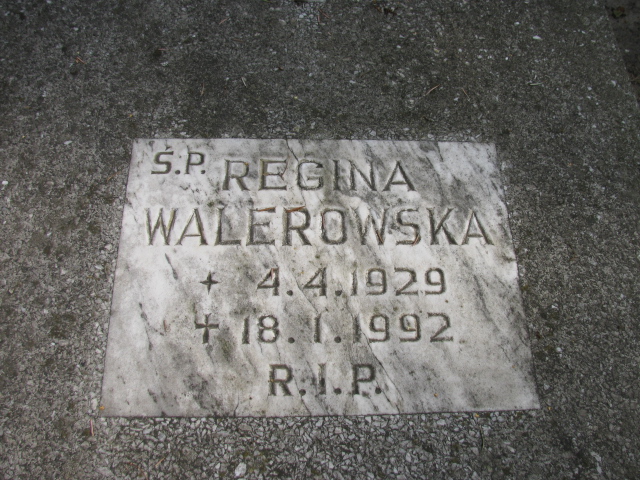 Ś.P. REGINA
WALEROWSKA
+ 4.4.1929
✝ 18.1.1992
R.I.P.